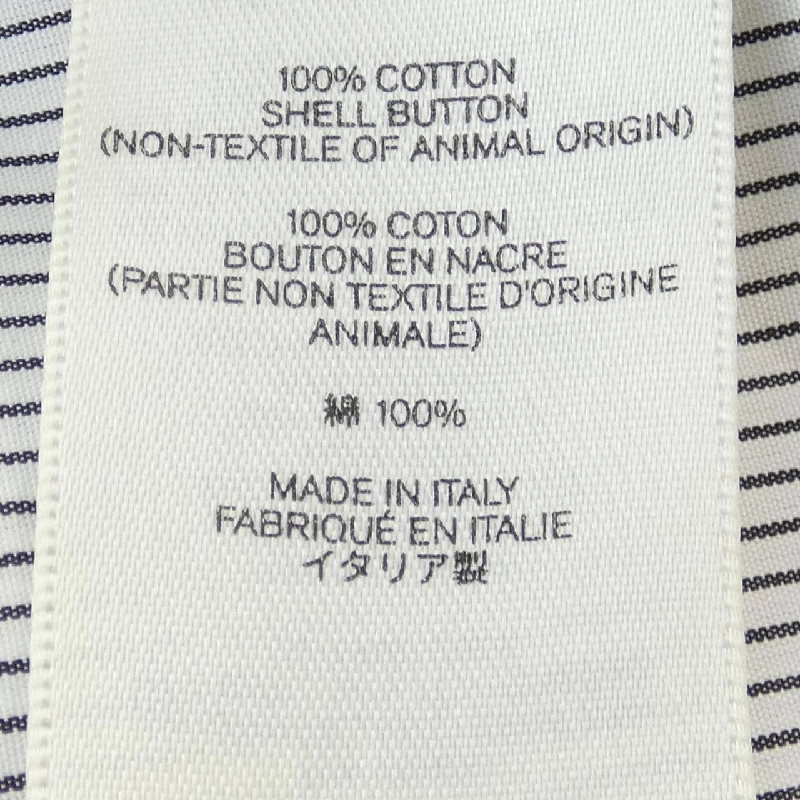 100% COTTON
SHELL BUTTON
(NON-TEXTILE OF ANIMAL ORIGIN)
100% COTON
BOUTON EN NACRE
(PARTIE NON TEXTILE D'ORIGINE
ANIMALE)
綿 100%
MADE IN ITALY
FABRIQUÉ EN ITALIE
イタリア製